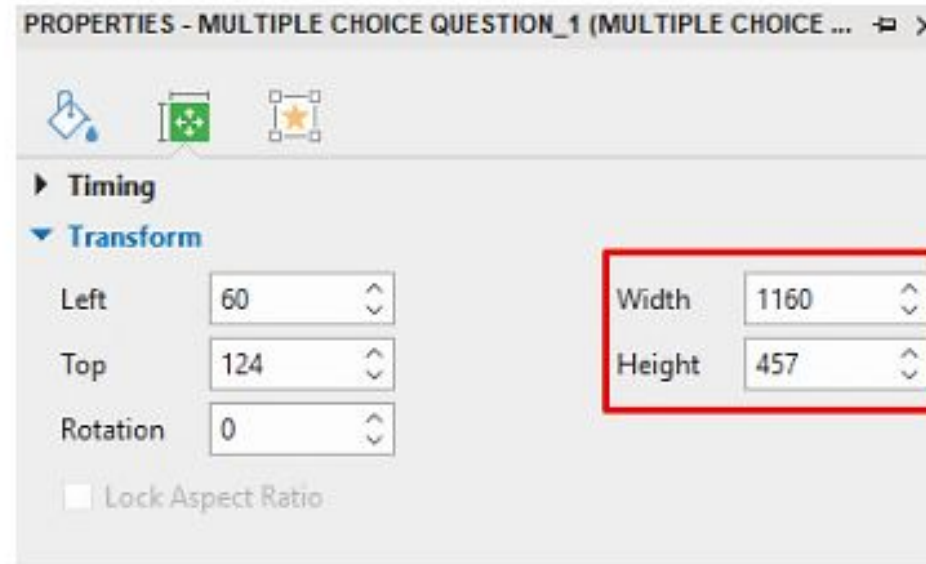 PROPERTIES - MULTIPLE CHOICE QUESTION_1 (MULTIPLE CHOICE ...
Timing
Transform
Left 60 Width 1160
Top 124 Height 457
Rotation 0
Lock Aspect Ratio